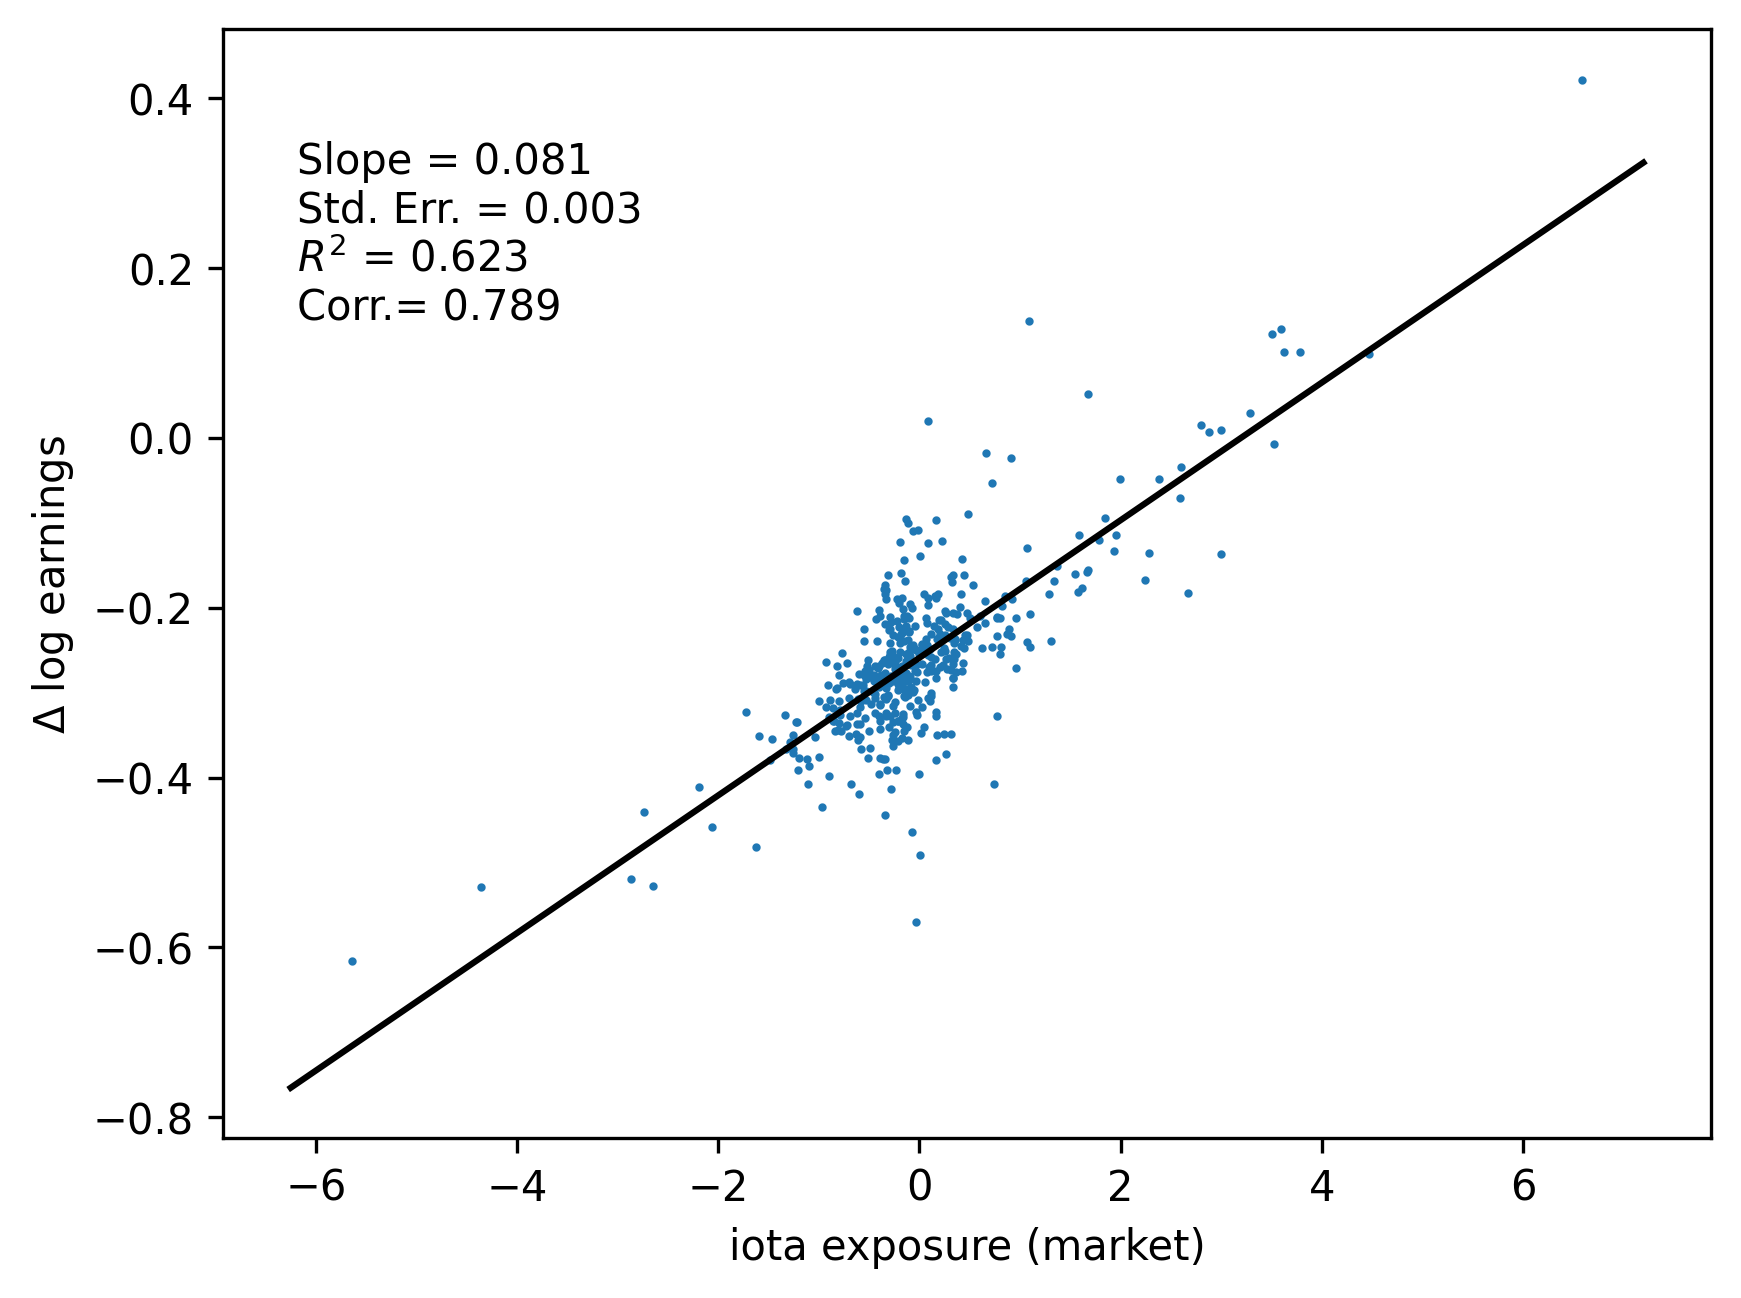 Slope = 0.081
Std. Err. = 0.003
R² = 0.623
Corr.= 0.789
0.4
0.2
0.0
−0.2
−0.4
−0.6
−0.8
Δ log earnings
−6 −4 −2 0 2 4 6
iota exposure (market)